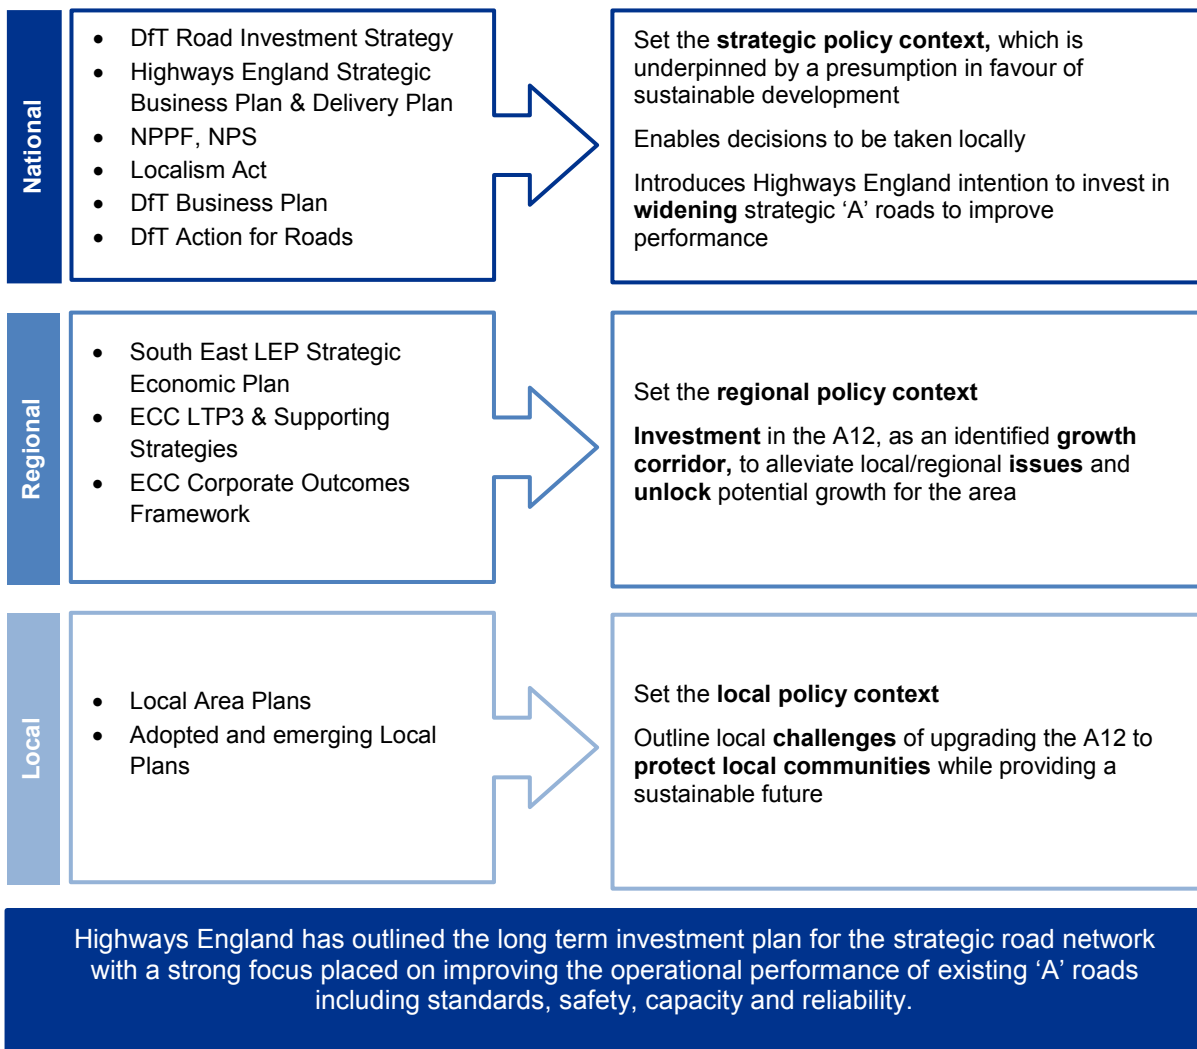 National
• DfT Road Investment Strategy
• Highways England Strategic
Business Plan & Delivery Plan
• NPPF, NPS
• Localism Act
• DfT Business Plan
• DfT Action for Roads
Set the strategic policy context, which is
underpinned by a presumption in favour of
sustainable development
Enables decisions to be taken locally
Introduces Highways England intention to invest in
widening strategic ‘A’ roads to improve
performance
Regional
• South East LEP Strategic
Economic Plan
• ECC LTP3 & Supporting
Strategies
• ECC Corporate Outcomes
Framework
Set the regional policy context
Investment in the A12, as an identified growth
corridor, to alleviate local/regional issues and
unlock potential growth for the area
Local
• Local Area Plans
• Adopted and emerging Local
Plans
Set the local policy context
Outline local challenges of upgrading the A12 to
protect local communities while providing a
sustainable future
Highways England has outlined the long term investment plan for the strategic road network
with a strong focus placed on improving the operational performance of existing ‘A’ roads
including standards, safety, capacity and reliability.